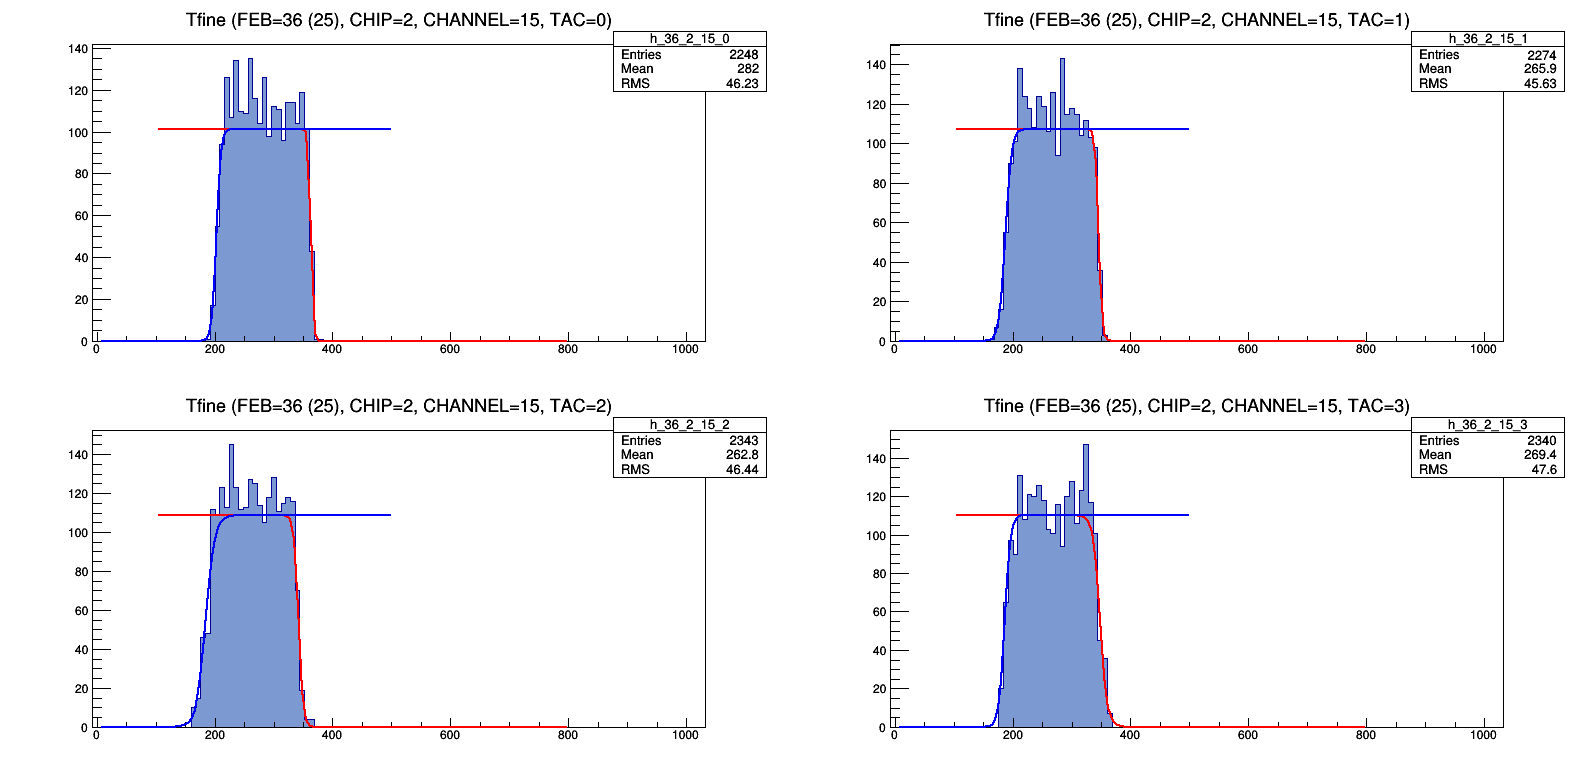 Tfine (FEB=36 (25), CHIP=2, CHANNEL=15, TAC=0)
h_36_2_15_0
Entries 2248
Mean 282
RMS 46.23
140
120
100
80
60
40
20
0
0 200 400 600 800 1000
Tfine (FEB=36 (25), CHIP=2, CHANNEL=15, TAC=1)
h_36_2_15_1
Entries 2274
Mean 265.9
RMS 45.63
140
120
100
80
60
40
20
0
0 200 400 600 800 1000
Tfine (FEB=36 (25), CHIP=2, CHANNEL=15, TAC=2)
h_36_2_15_2
Entries 2343
Mean 262.8
RMS 46.44
140
120
100
80
60
40
20
0
0 200 400 600 800 1000
Tfine (FEB=36 (25), CHIP=2, CHANNEL=15, TAC=3)
h_36_2_15_3
Entries 2340
Mean 269.4
RMS 47.6
140
120
100
80
60
40
20
0
0 200 400 600 800 1000